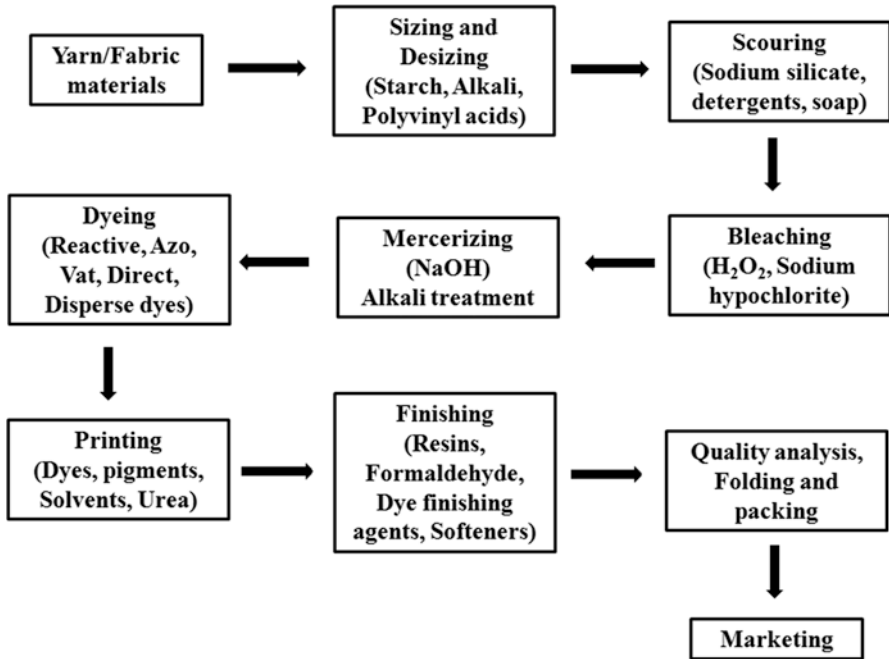 Yarn/Fabric
materials
Sizing and
Desizing
(Starch, Alkali,
Polyvinyl acids)
Scouring
(Sodium silicate,
detergents, soap)
Bleaching
(H₂O₂, Sodium
hypochlorite)
Mercerizing
(NaOH)
Alkali treatment
Dyeing
(Reactive, Azo,
Vat, Direct,
Disperse dyes)
Printing
(Dyes, pigments,
Solvents, Urea)
Finishing
(Resins,
Formaldehyde,
Dye finishing
agents, Softeners)
Quality analysis,
Folding and
packing
Marketing